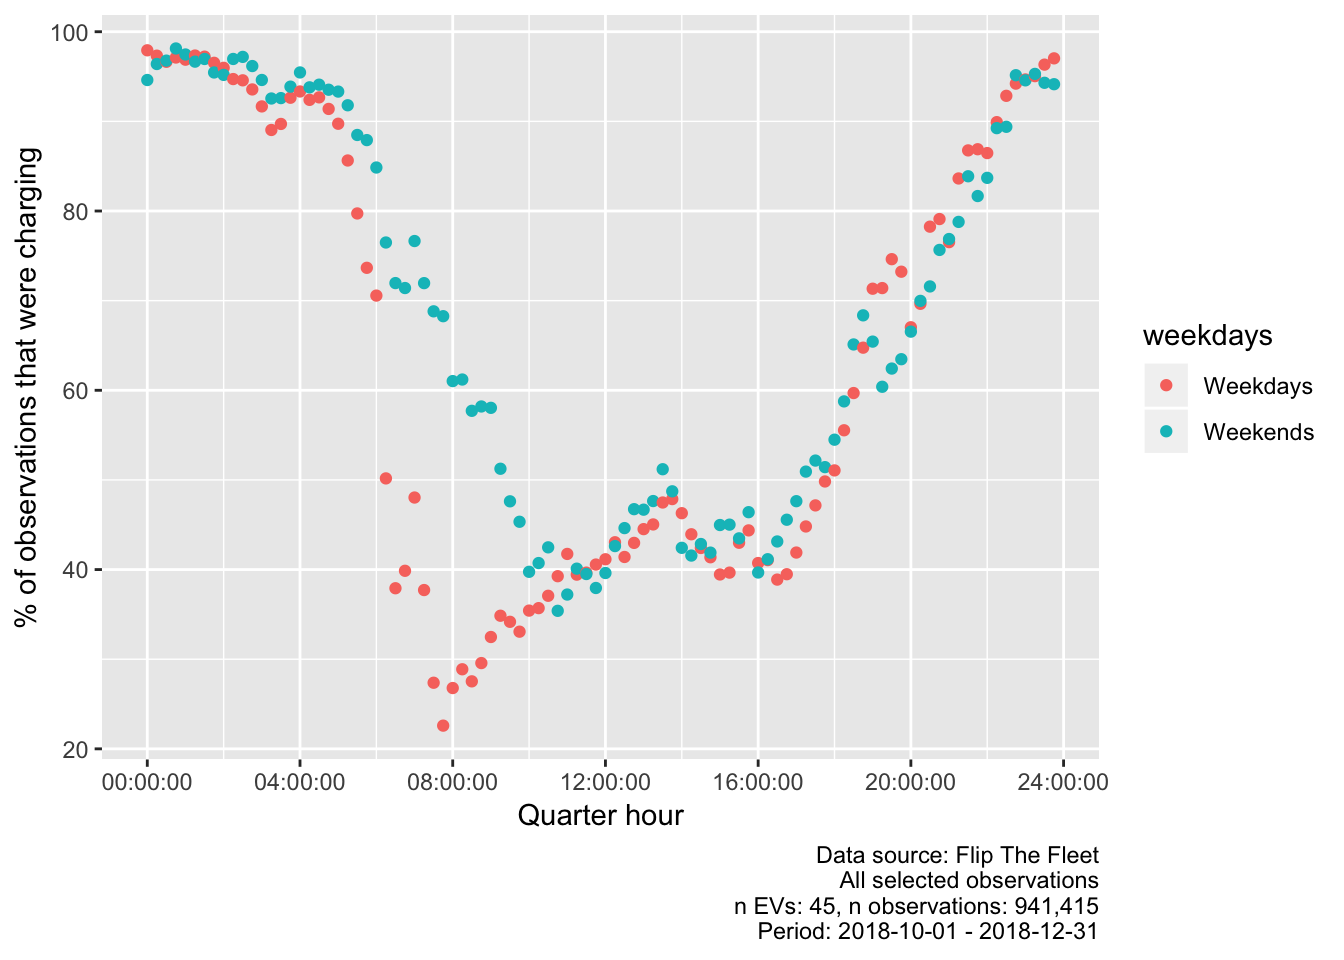 100
80
60
40
20
% of observations that were charging
00:00:00 04:00:00 08:00:00 12:00:00 16:00:00 20:00:00 24:00:00
Quarter hour
weekdays
Weekdays
Weekends
Data source: Flip The Fleet
All selected observations
n EVs: 45, n observations: 941,415
Period: 2018-10-01 - 2018-12-31